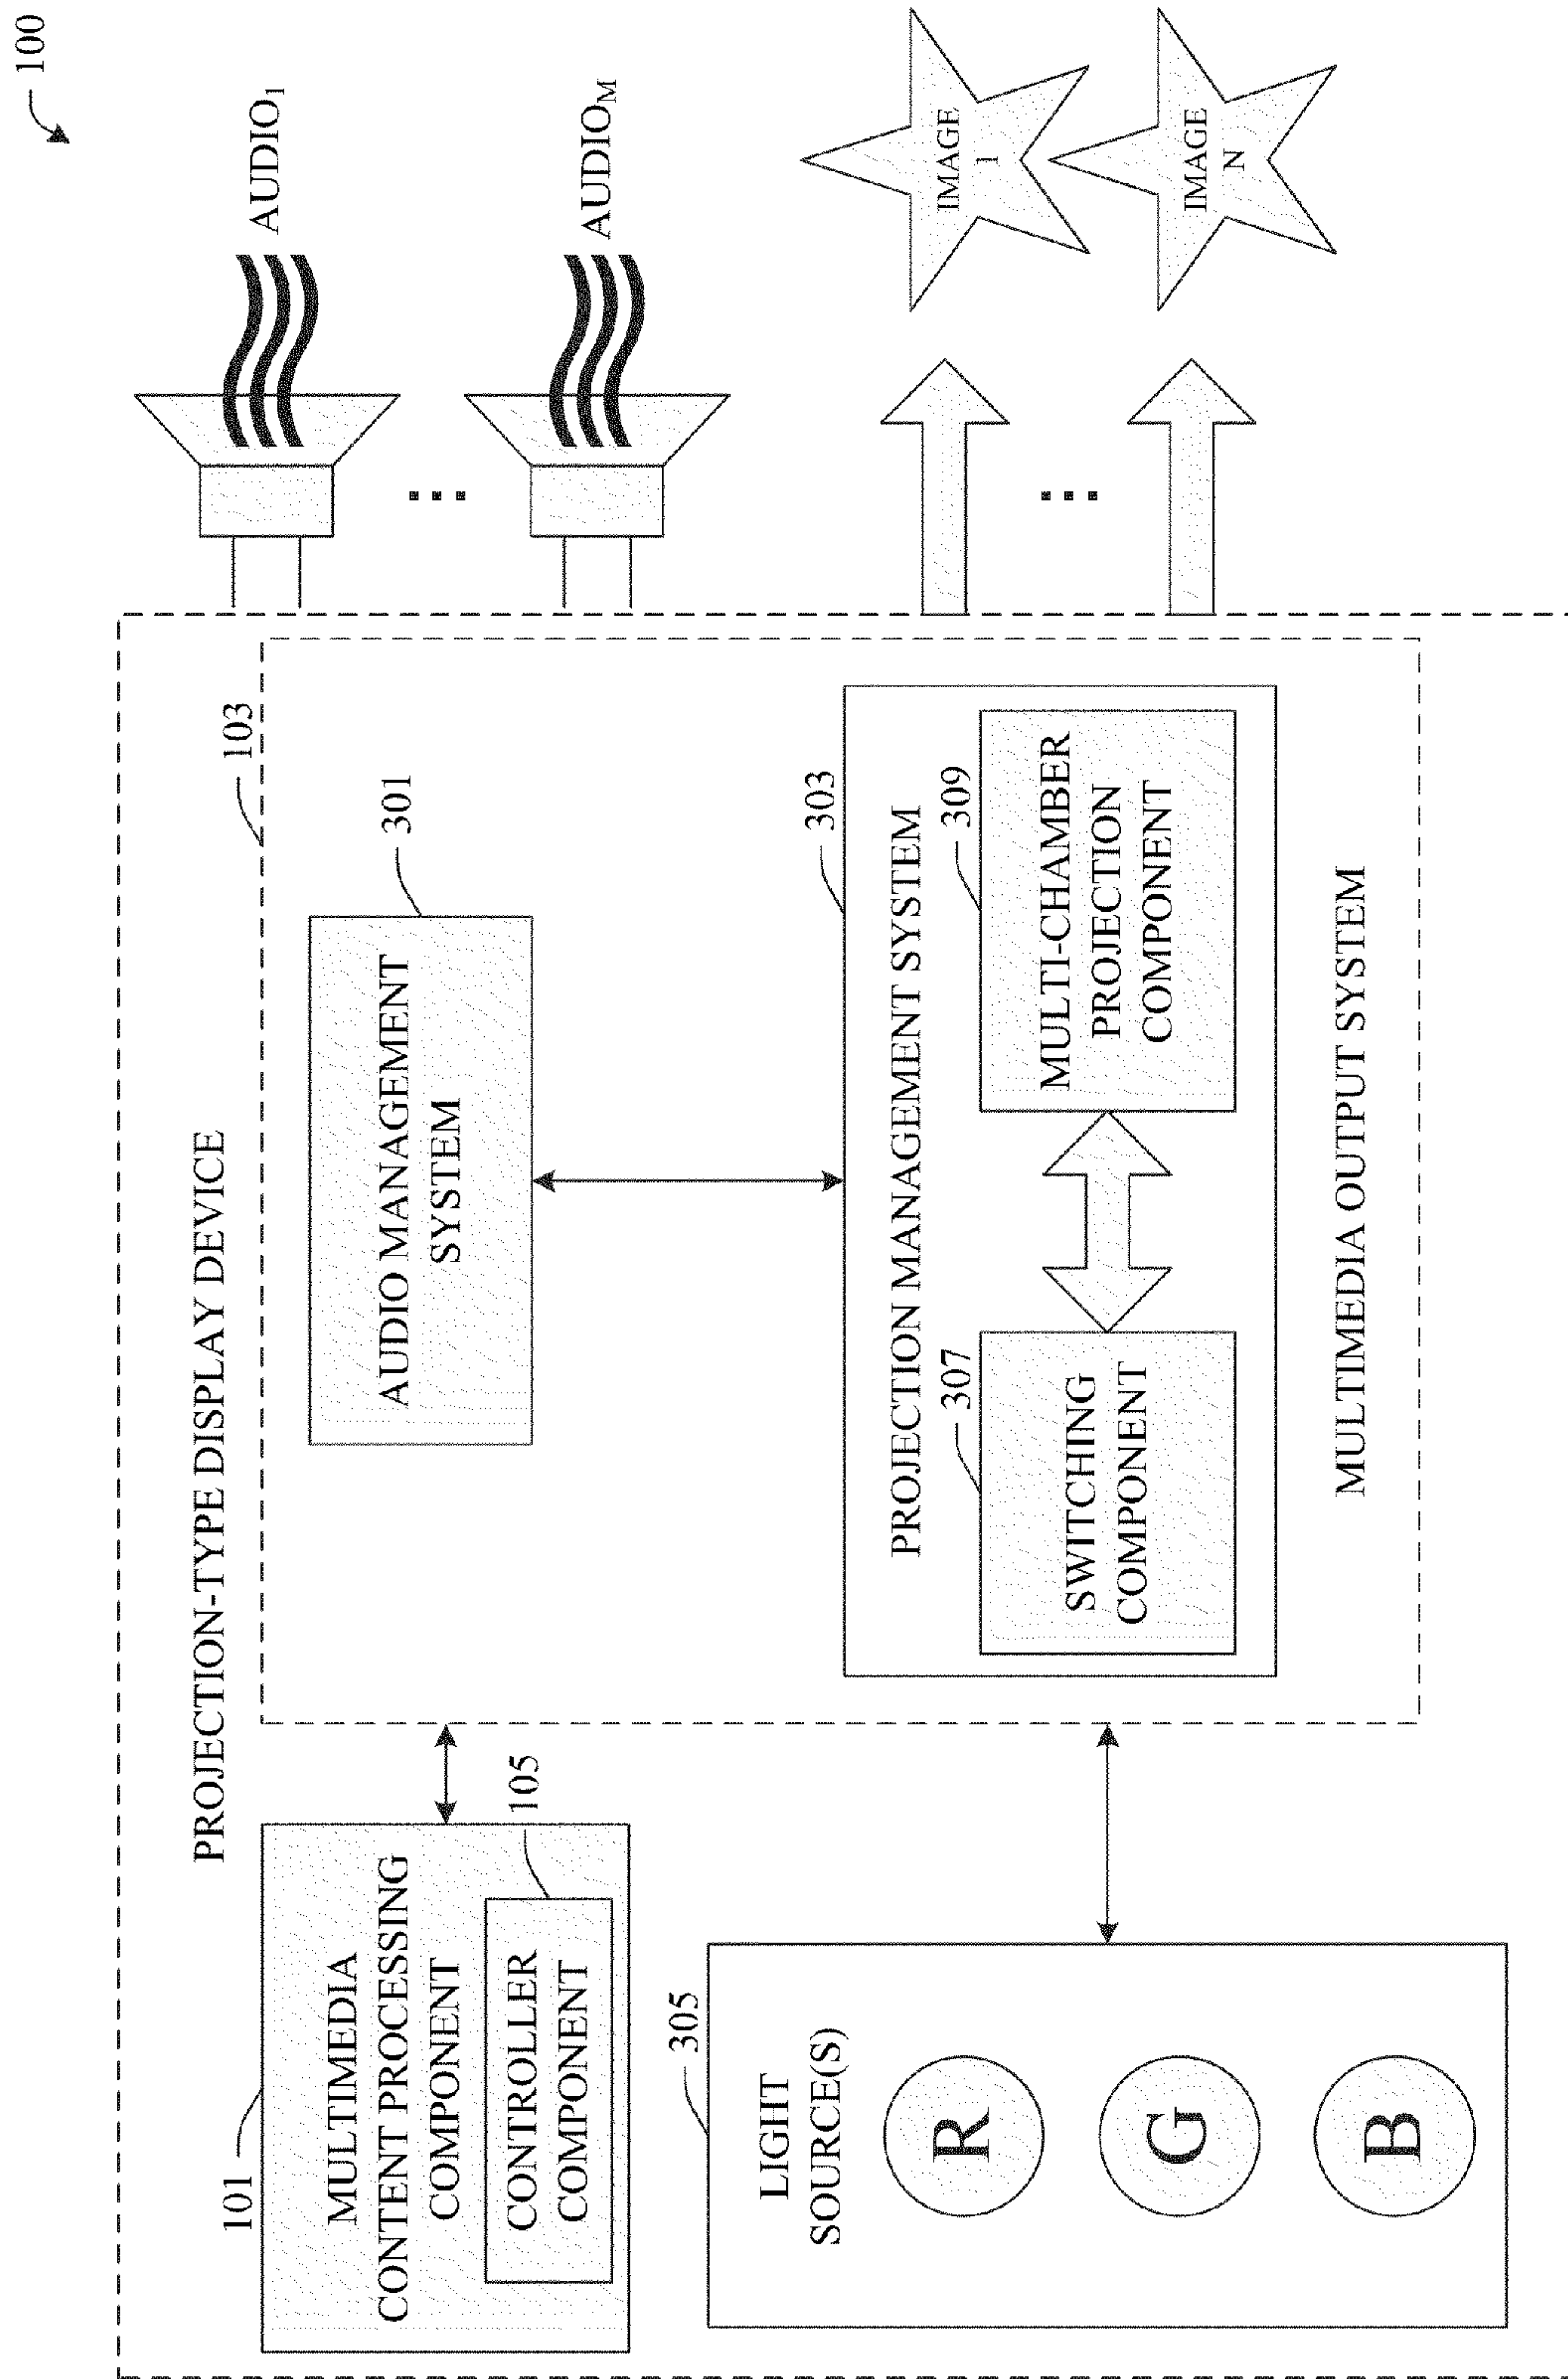 100
PROJECTION-TYPE DISPLAY DEVICE
101
MULTIMEDIA
CONTENT PROCESSING
COMPONENT
105
CONTROLLER
COMPONENT
103
301
AUDIO MANAGEMENT
SYSTEM
AUDIO1
AUDIOM
305
LIGHT
SOURCE(S)
R
G
B
303
PROJECTION MANAGEMENT SYSTEM
307
SWITCHING
COMPONENT
309
MULTI-CHAMBER
PROJECTION
COMPONENT
MULTIMEDIA OUTPUT SYSTEM
IMAGE
1
IMAGE
N